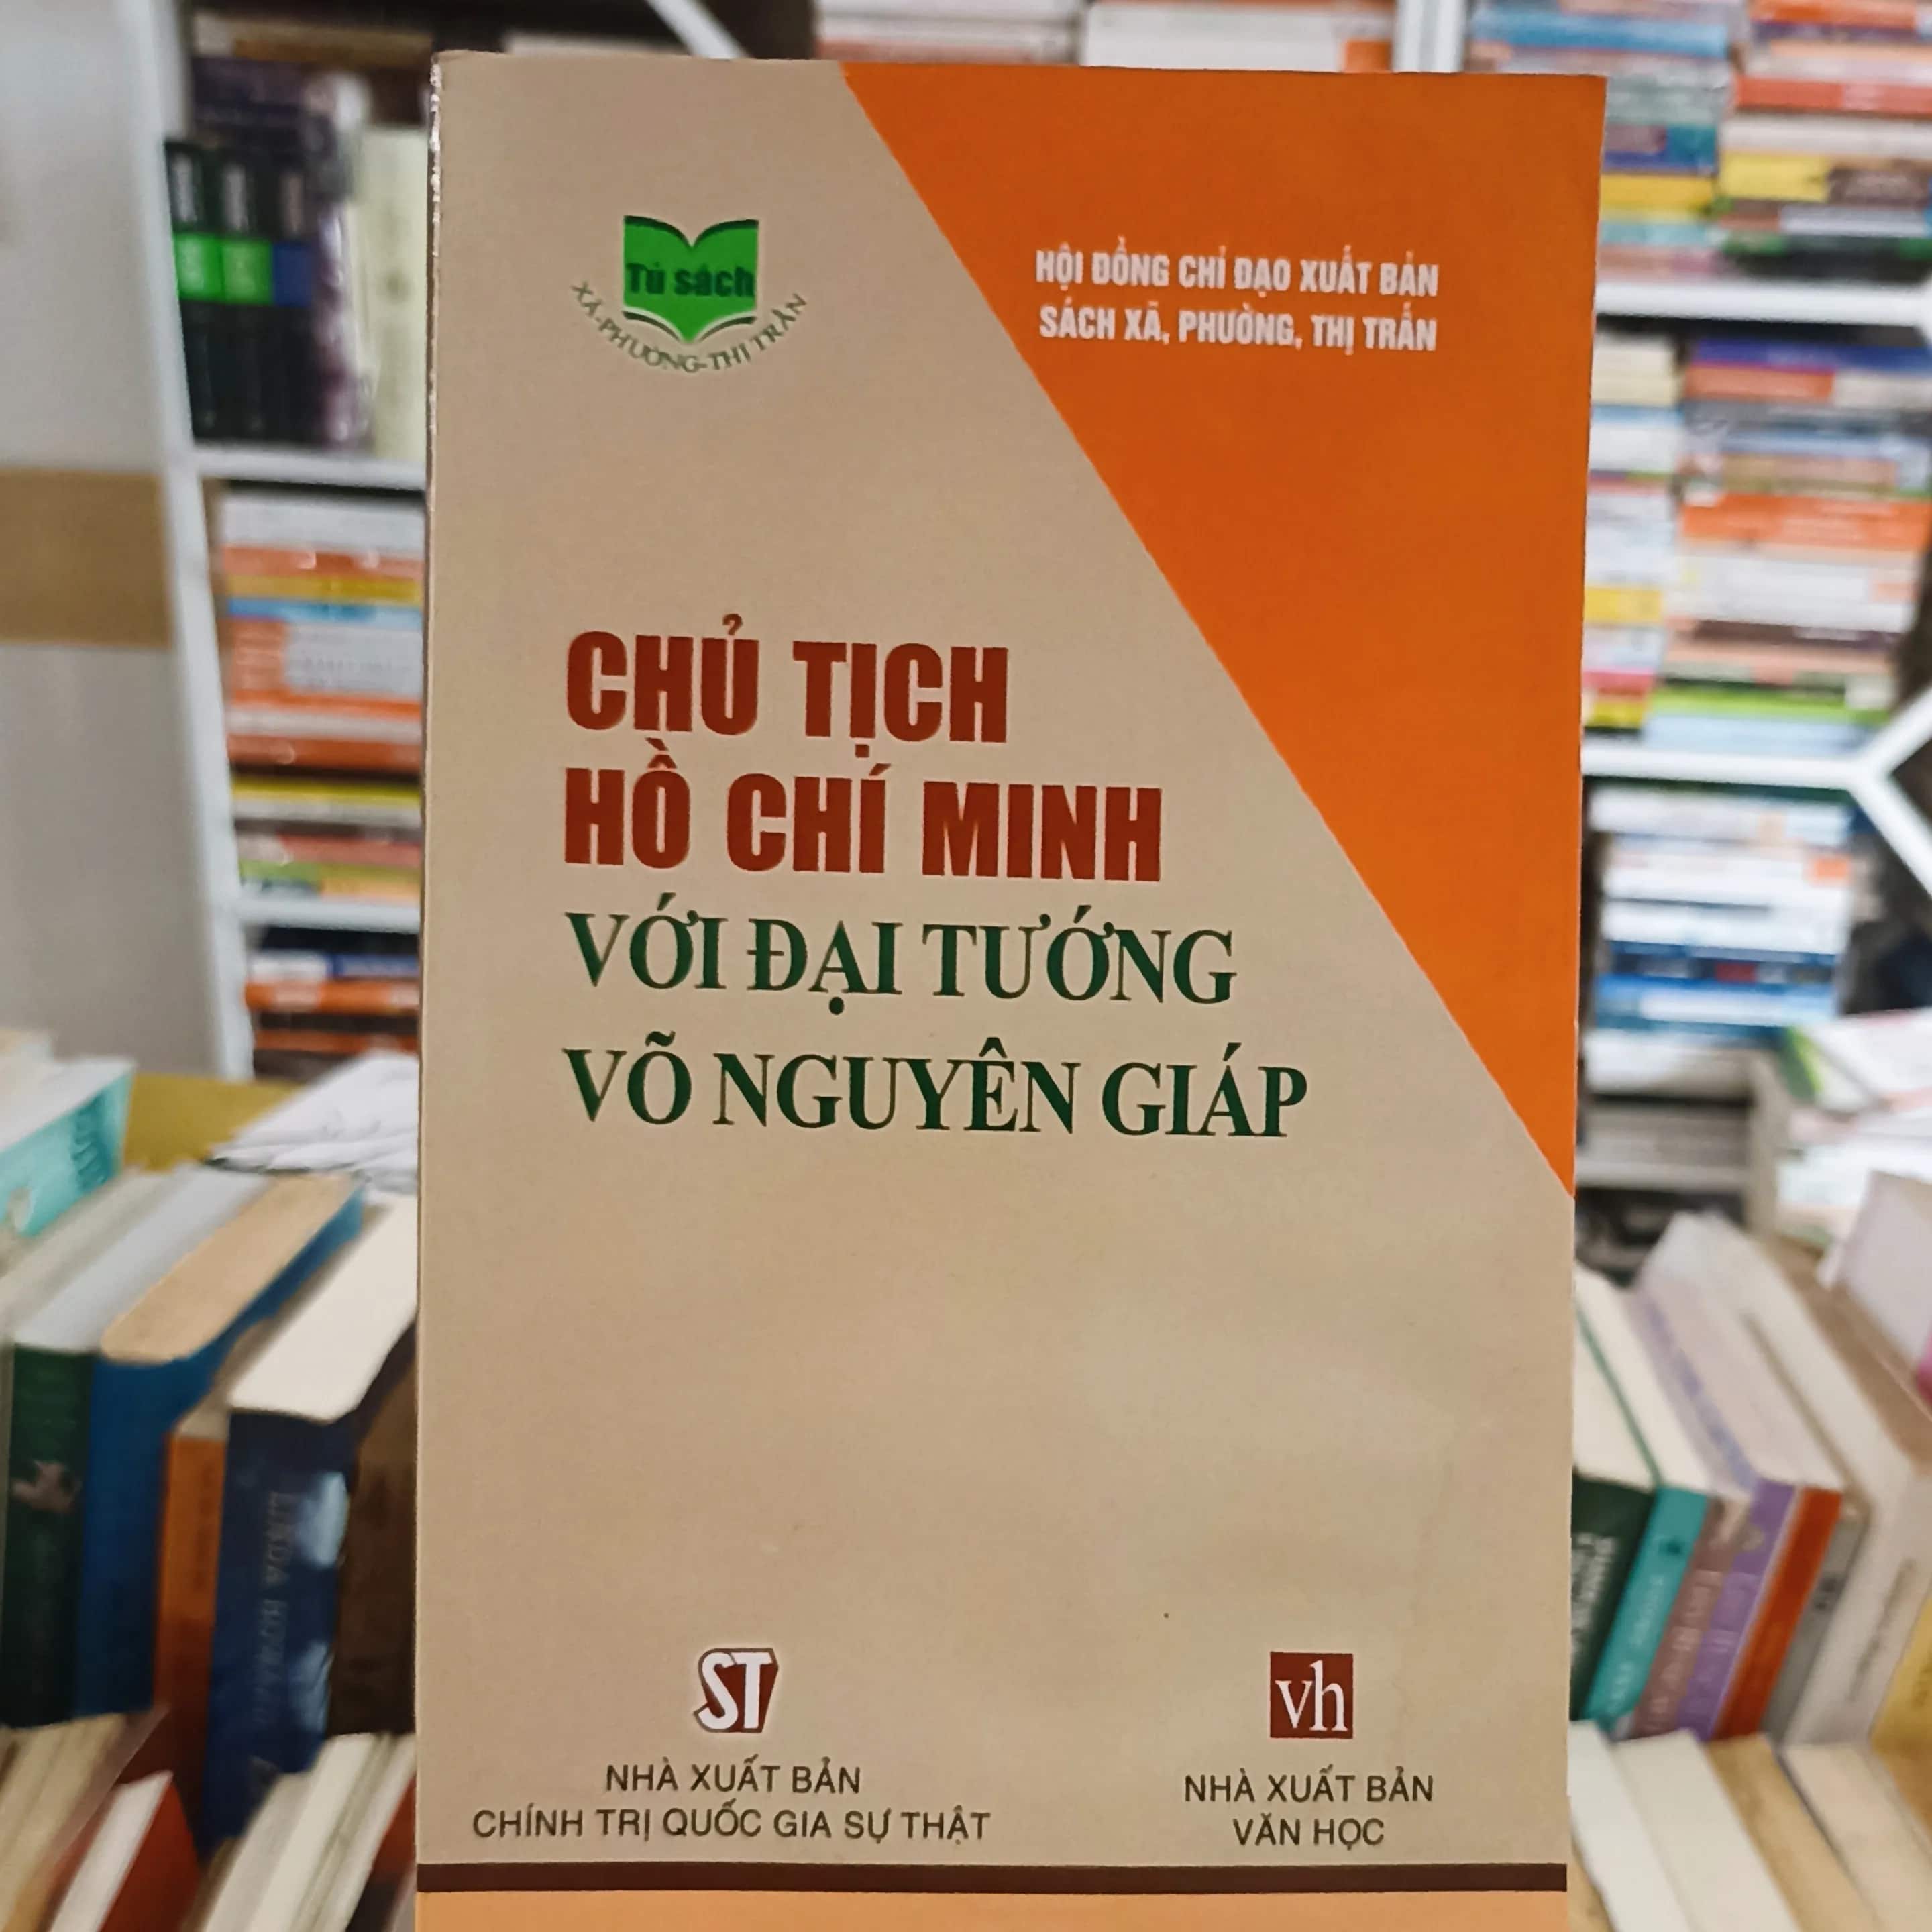 Tủ sách
XÃ-PHƯỜNG-THỊ TRẤN
HỘI ĐỒNG CHỈ ĐẠO XUẤT BẢN
SÁCH XÃ, PHƯỜNG, THỊ TRẤN
CHỦ TỊCH
HỒ CHÍ MINH
VỚI ĐẠI TƯỚNG
VÕ NGUYÊN GIÁP
ST
NHÀ XUẤT BẢN
CHÍNH TRỊ QUỐC GIA SỰ THẬT
vh
NHÀ XUẤT BẢN
VĂN HỌC
LINDA HOWARD